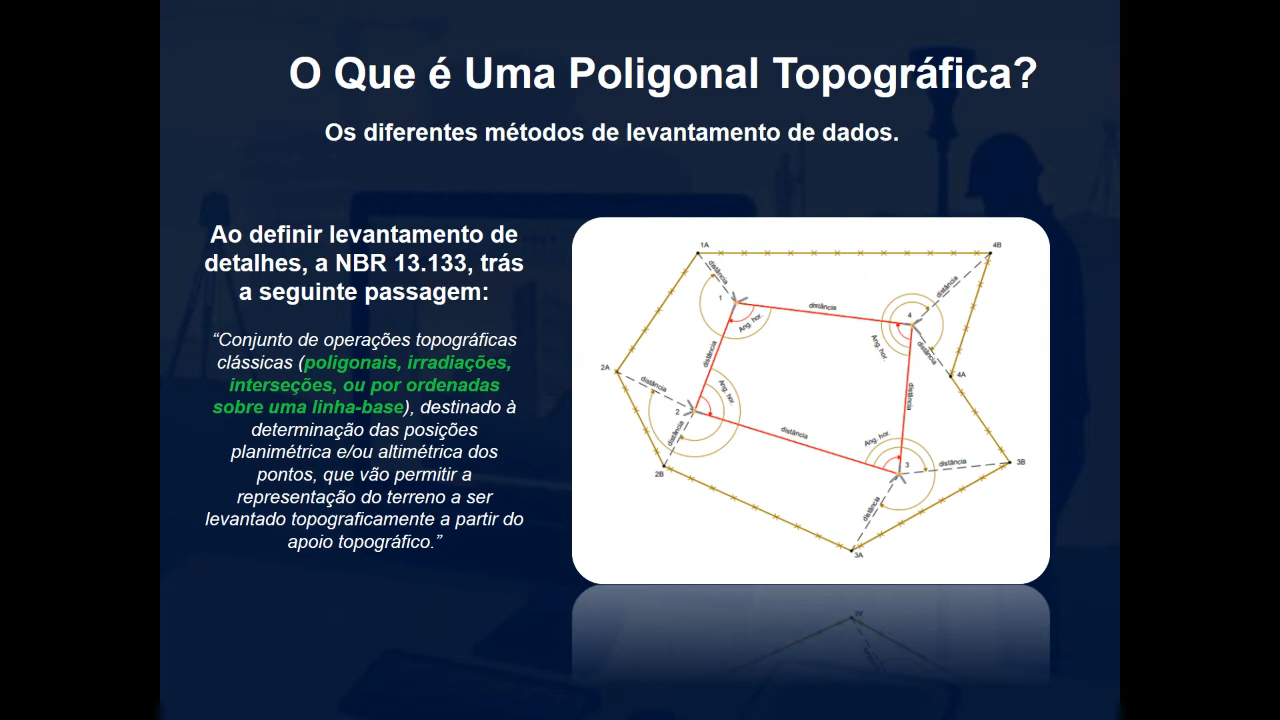 O Que é Uma Poligonal Topográfica?
Os diferentes métodos de levantamento de dados.
Ao definir levantamento de
detalhes, a NBR 13.133, trás
a seguinte passagem:
“Conjunto de operações topográficas
clássicas (poligonais, irradiações,
interseções, ou por ordenadas
sobre uma linha-base), destinado à
determinação das posições
planimétrica e/ou altimétrica dos
pontos, que vão permitir a
representação do terreno a ser
levantado topograficamente a partir do
apoio topográfico.”
1A
4B
distância
distância
1
distância
4
Ang. hor.
Ang. hor.
distância
distância
2A
4A
distância
Ang. hor.
distância
2
distância
Ang. hor.
distância
3
distância
3B
2B
distância
3A